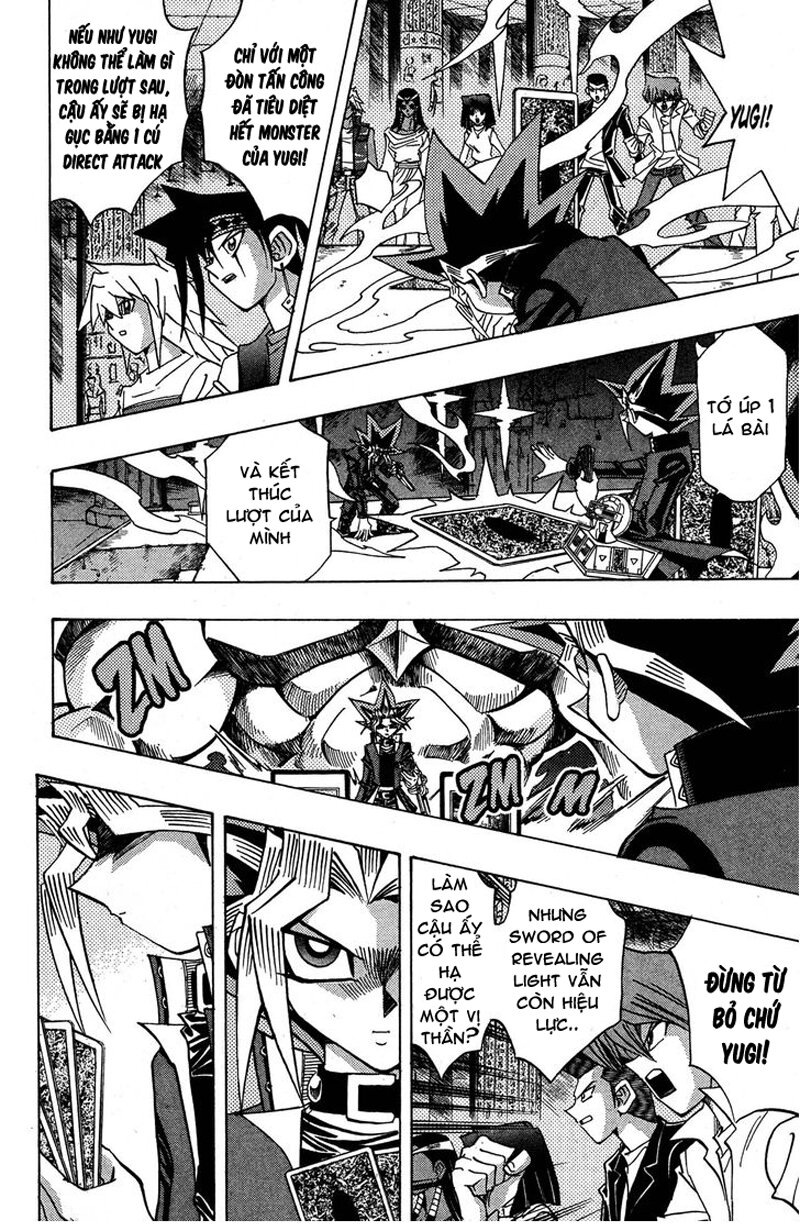 YUGI!
CHỈ VỚI MỘT
ĐÒN TẤN CÔNG
ĐÃ TIÊU DIỆT
HẾT MONSTER
CỦA YUGI!
NẾU NHƯ YUGI
KHÔNG THỂ LÀM GÌ
TRONG LƯỢT SAU,
CẬU ẤY SẼ BỊ HẠ
GỤC BẰNG 1 CÚ
DIRECT ATTACK
TỚ ÚP 1
LÁ BÀI
VÀ KẾT
THÚC
LƯỢT CỦA
MÌNH
ZM
ZM
M
ĐỪNG TỪ
BỎ CHỨ
YUGI!
NHƯNG
SWORD OF
REVEALING
LIGHT VẪN
CÒN HIỆU
LỰC..
LÀM
SAO
CẬU ẤY
CÓ THỂ
HẠ
ĐƯỢC
MỘT VỊ
THẦN?